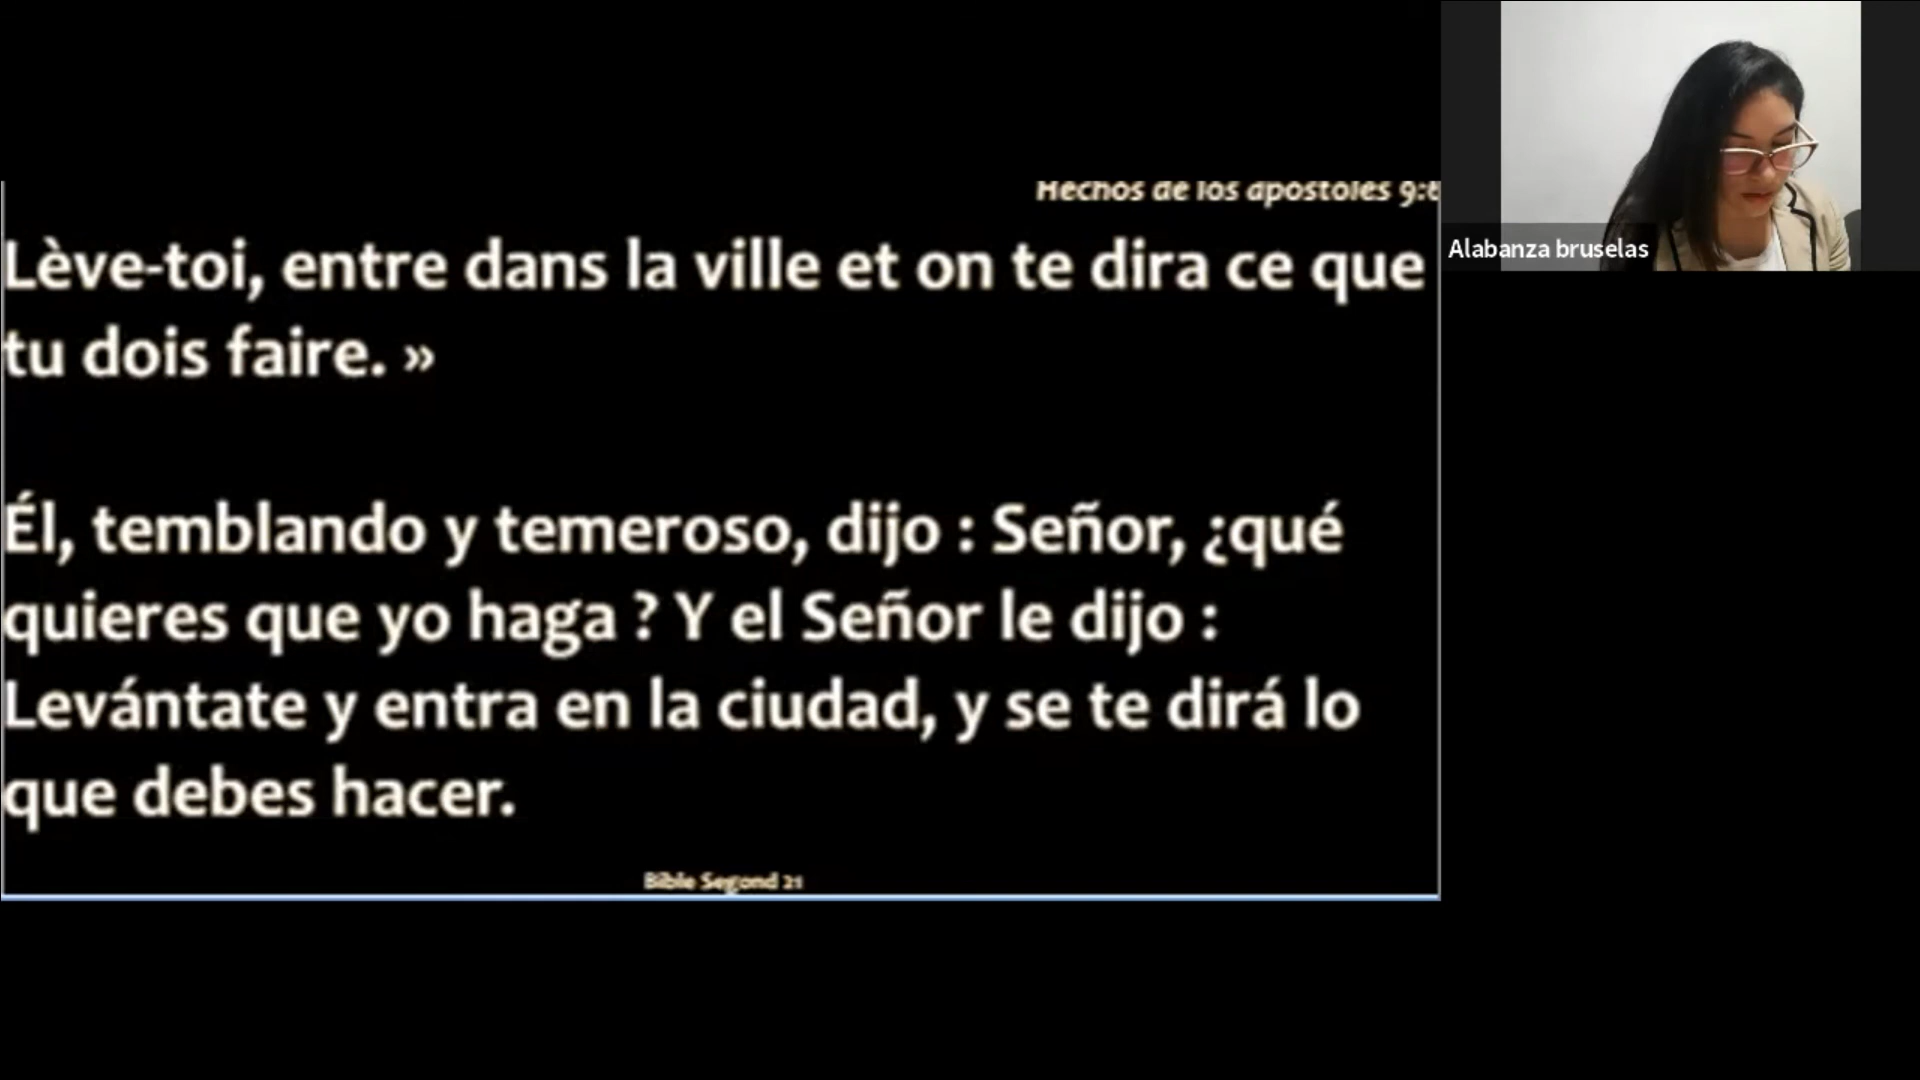 Hechos de los apostoles 9:6
Lève-toi, entre dans la ville et on te dira ce que
tu dois faire. »
Él, temblando y temeroso, dijo : Señor, ¿qué
quieres que yo haga ? Y el Señor le dijo :
Levántate y entra en la ciudad, y se te dirá lo
que debes hacer.
Bible Segond 21
Alabanza bruselas